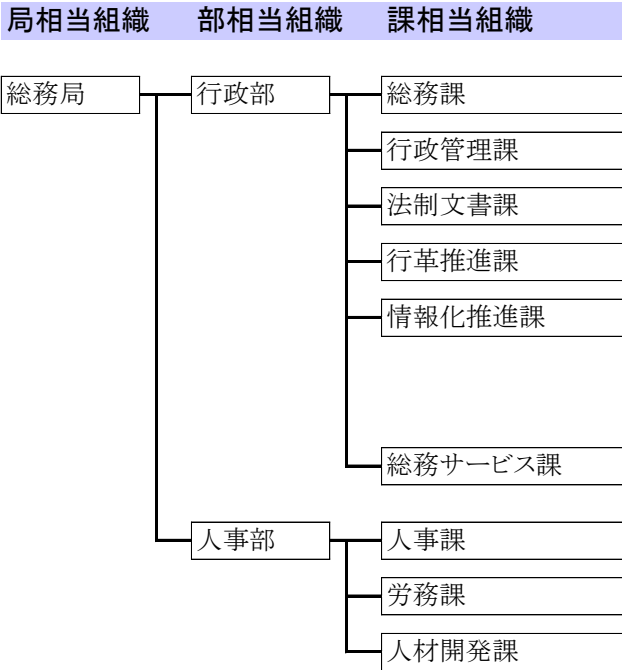 局相当組織 部相当組織 課相当組織
総務局 行政部 総務課
行政管理課
法制文書課
行革推進課
情報化推進課
総務サービス課
人事部 人事課
労務課
人材開発課